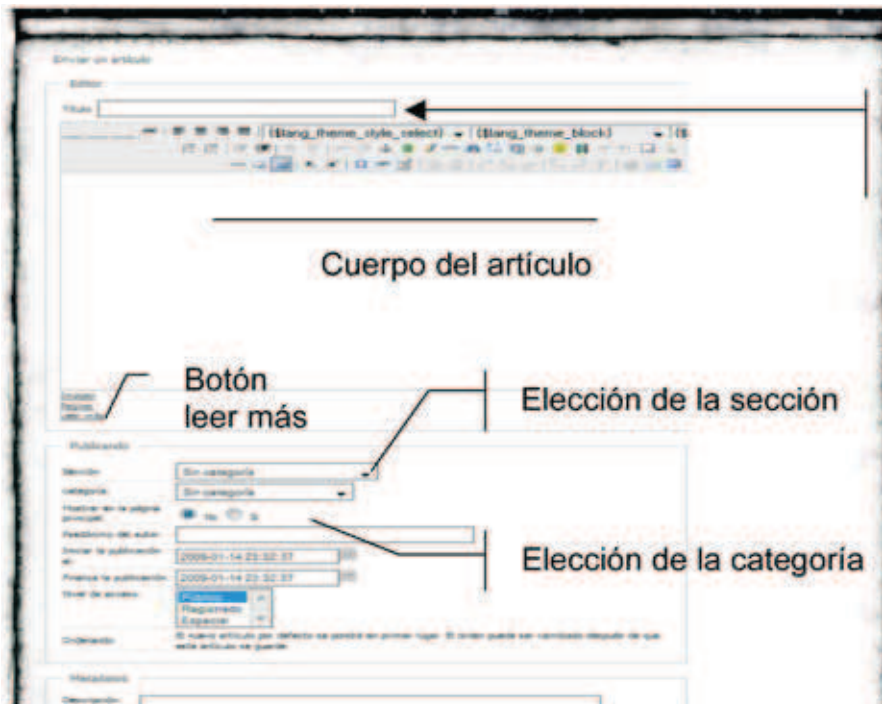 Enviar un artículo
Editor
Título
{$lang_theme_style_select} {$lang_theme_block} {$
Cuerpo del artículo
Botón
leer más
Elección de la sección
Publicando
Sección
Sin categoría
categoría
Sin categoría
Mostrar en la página
principal
No Sí
Pseudónimo del autor
Iniciar la publicación
el:
2009-01-14 23:32:37
Finaliza la publicación
2009-01-14 23:32:37
Elección de la categoría
Nivel de acceso
Público
Registrado
Especial
Ordenando
El nuevo artículo por defecto se pondrá en primer lugar. El orden puede ser cambiado después de que
este artículo se guarde
Metadatos
Descripción